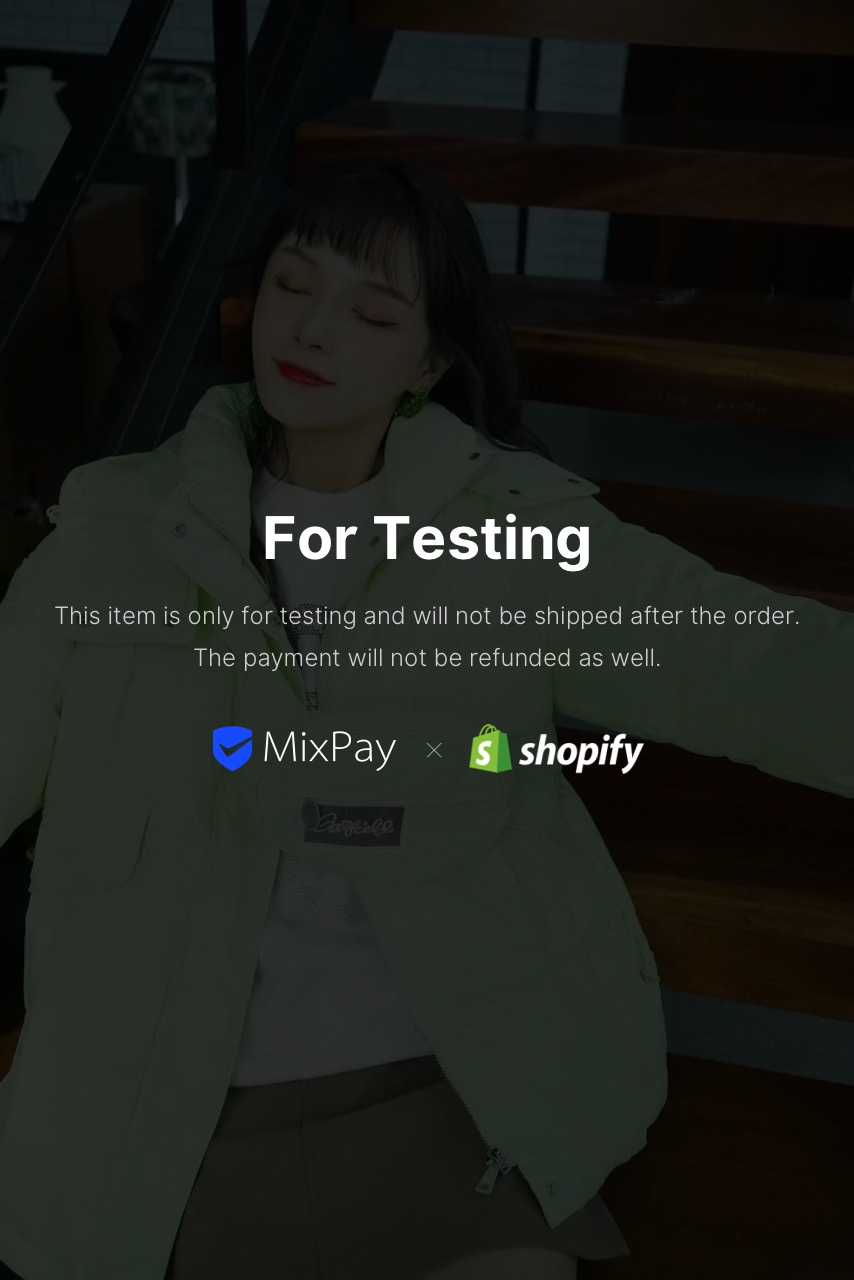 For Testing
This item is only for testing and will not be shipped after the order.
The payment will not be refunded as well.
MixPay × shopify
Garfield